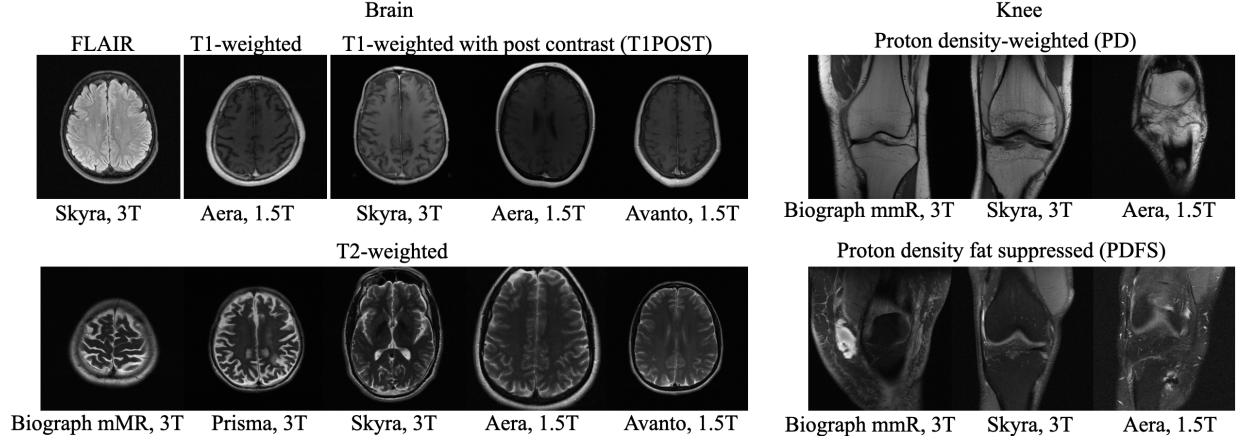 Brain
FLAIR
T1-weighted
T1-weighted with post contrast (T1POST)
Skyra, 3T
Aera, 1.5T
Skyra, 3T
Aera, 1.5T
Avanto, 1.5T
T2-weighted
Biograph mMR, 3T
Prisma, 3T
Skyra, 3T
Aera, 1.5T
Avanto, 1.5T
Knee
Proton density-weighted (PD)
Biograph mmR, 3T
Skyra, 3T
Aera, 1.5T
Proton density fat suppressed (PDFS)
Biograph mmR, 3T
Skyra, 3T
Aera, 1.5T